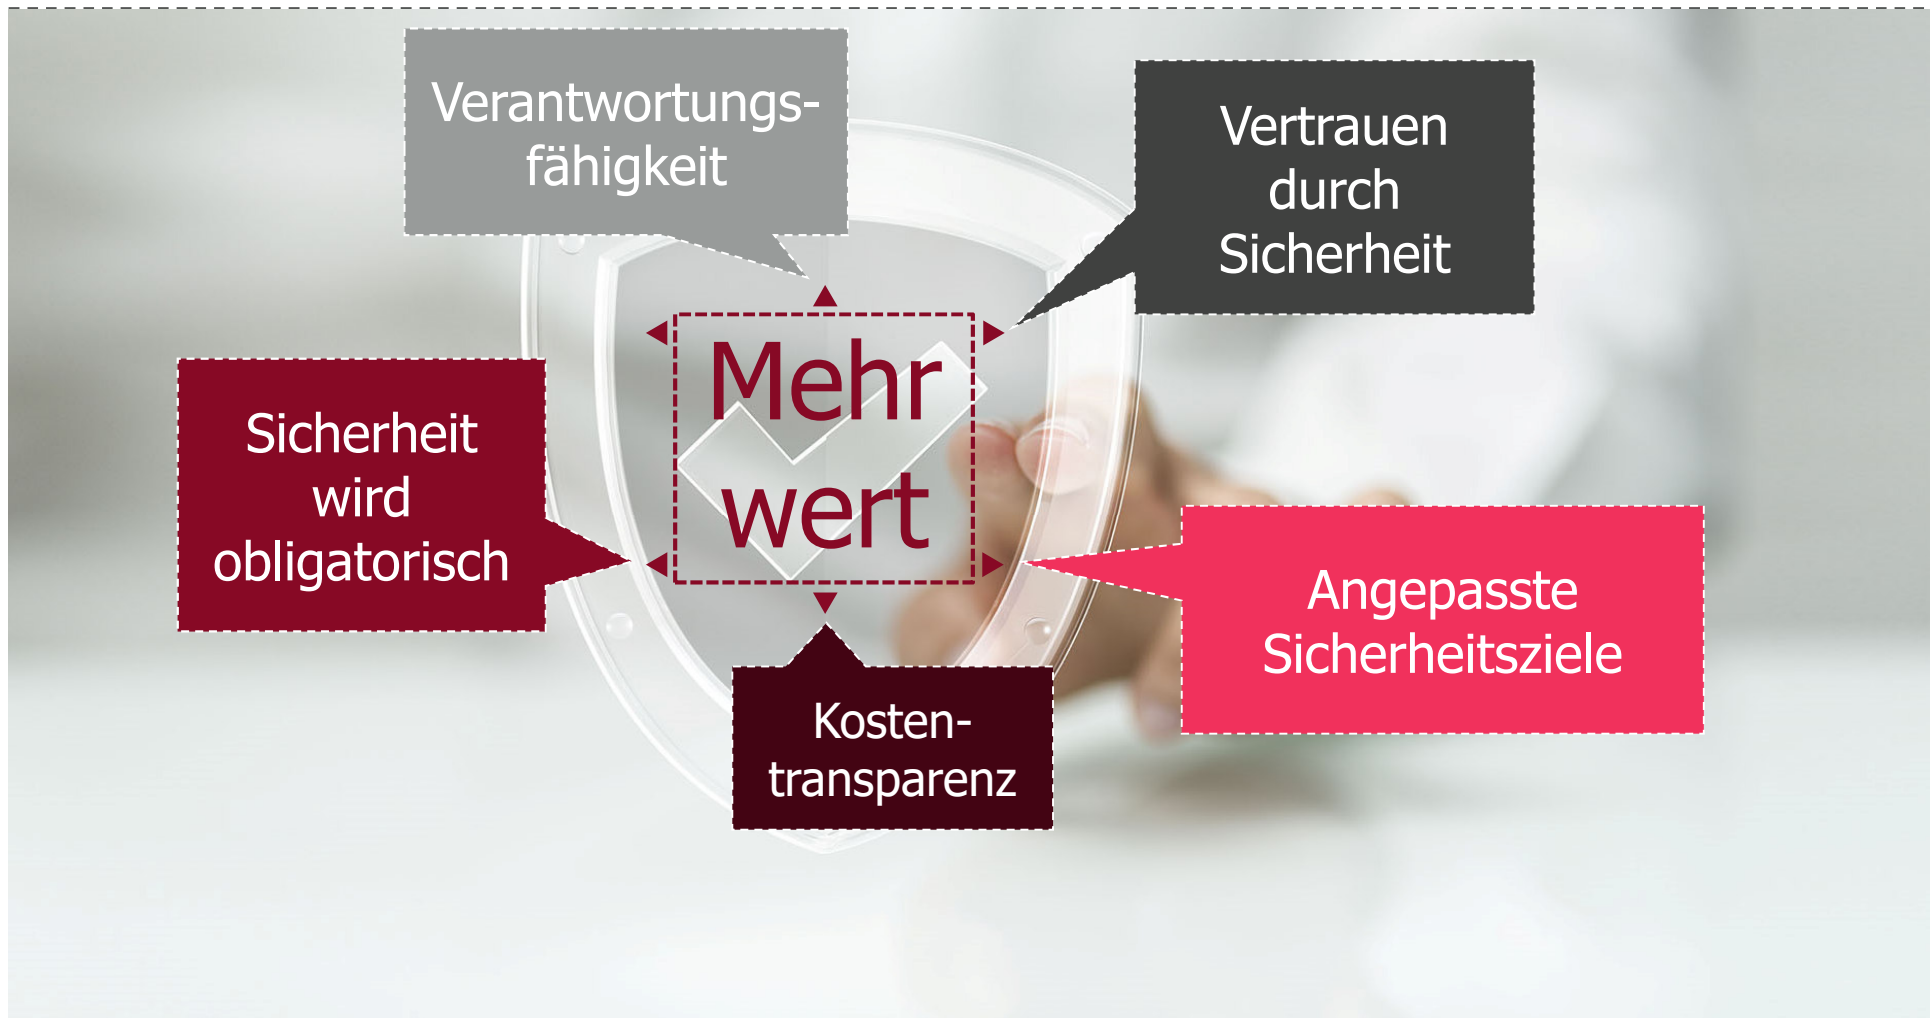 Verantwortungs-
fähigkeit
Vertrauen
durch
Sicherheit
Mehr
wert
Sicherheit
wird
obligatorisch
Angepasste
Sicherheitsziele
Kosten-
transparenz